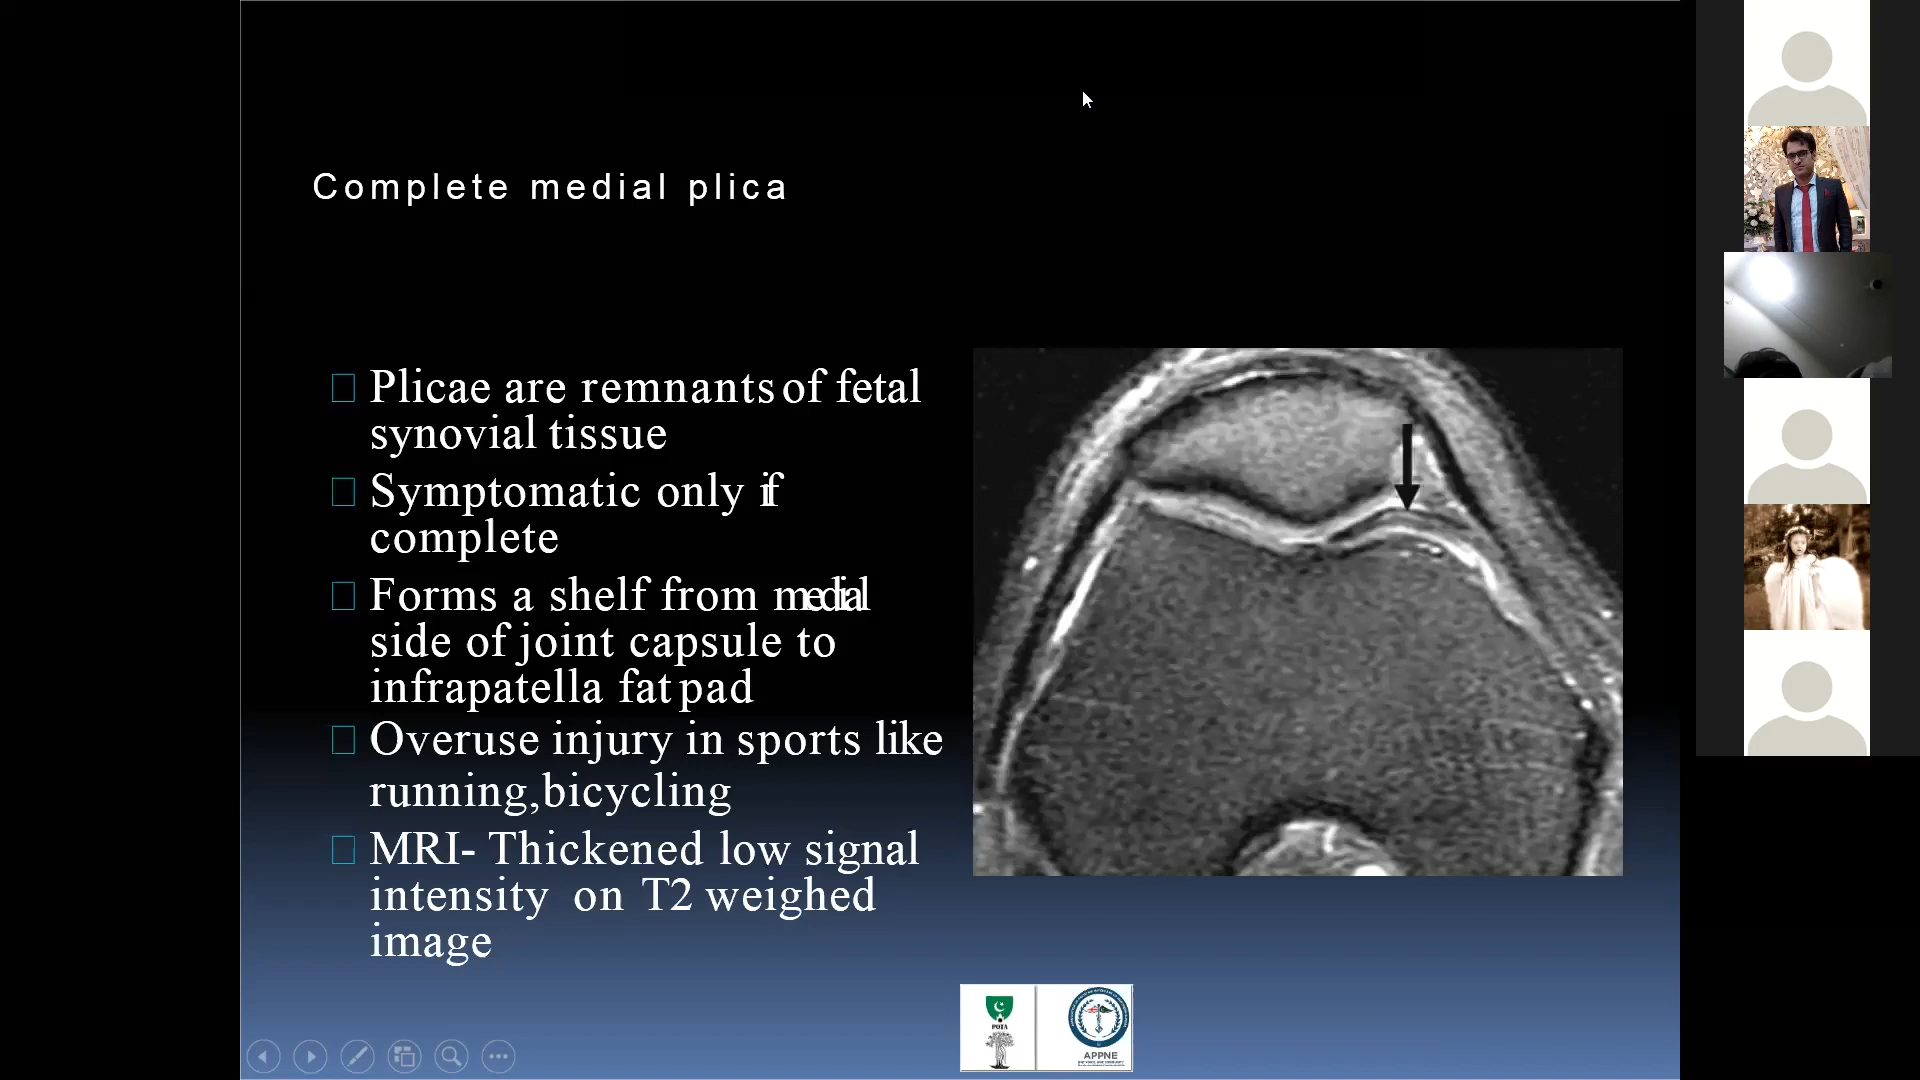 Complete medial plica
Plicae are remnants of fetal
synovial tissue
Symptomatic only if
complete
Forms a shelf from medial
side of joint capsule to
infrapatella fat pad
Overuse injury in sports like
running,bicycling
MRI- Thickened low signal
intensity on T2 weighed
image
POTA
APPNE